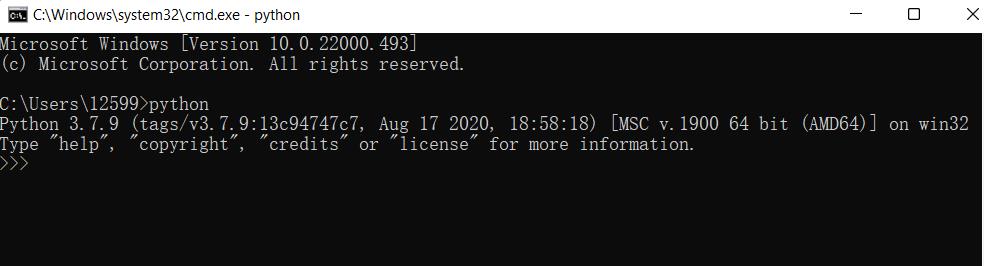 C:\Windows\system32\cmd.exe - python
Microsoft Windows [Version 10.0.22000.493]
(c) Microsoft Corporation. All rights reserved.
C:\Users\12599>python
Python 3.7.9 (tags/v3.7.9:13c94747c7, Aug 17 2020, 18:58:18) [MSC v.1900 64 bit (AMD64)] on win32
Type "help", "copyright", "credits" or "license" for more information.
>>>